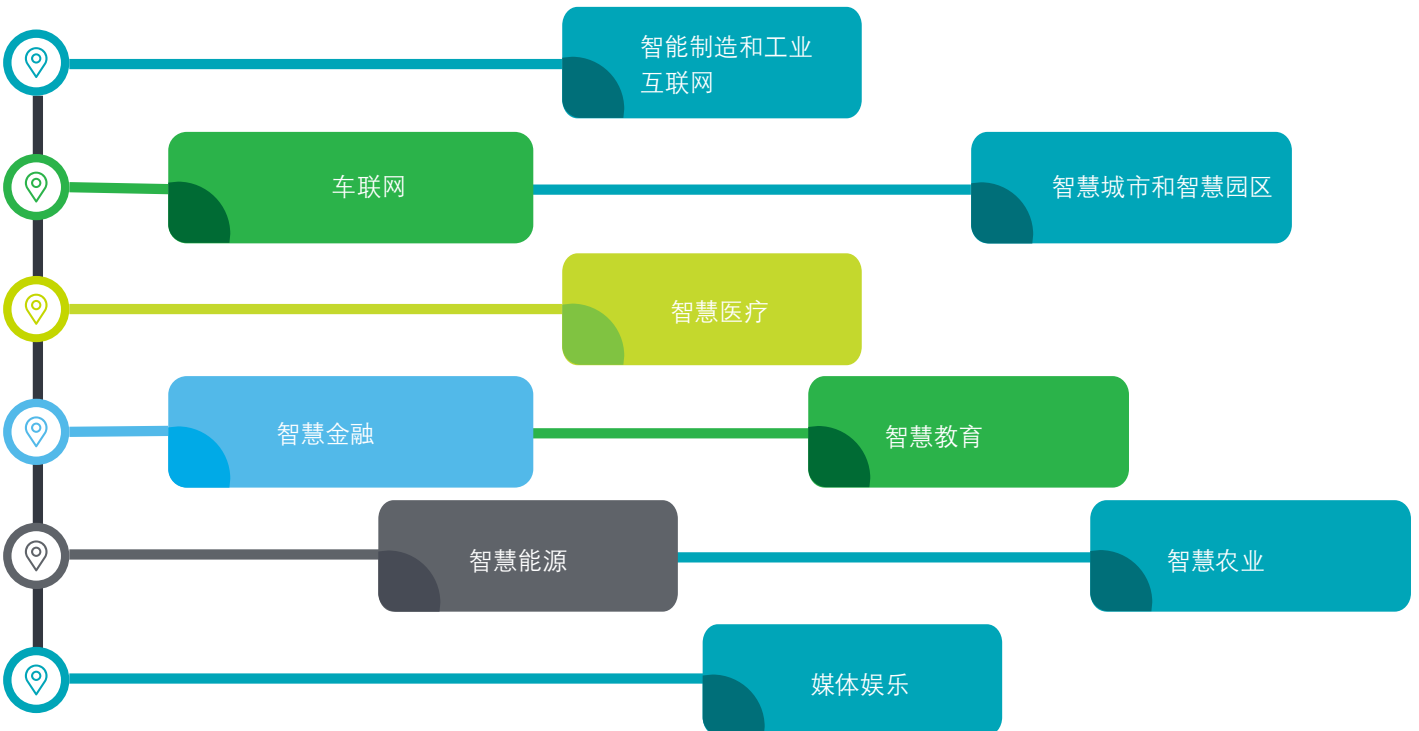 智能制造和工业
互联网
车联网
智慧城市和智慧园区
智慧医疗
智慧金融
智慧教育
智慧能源
智慧农业
媒体娱乐